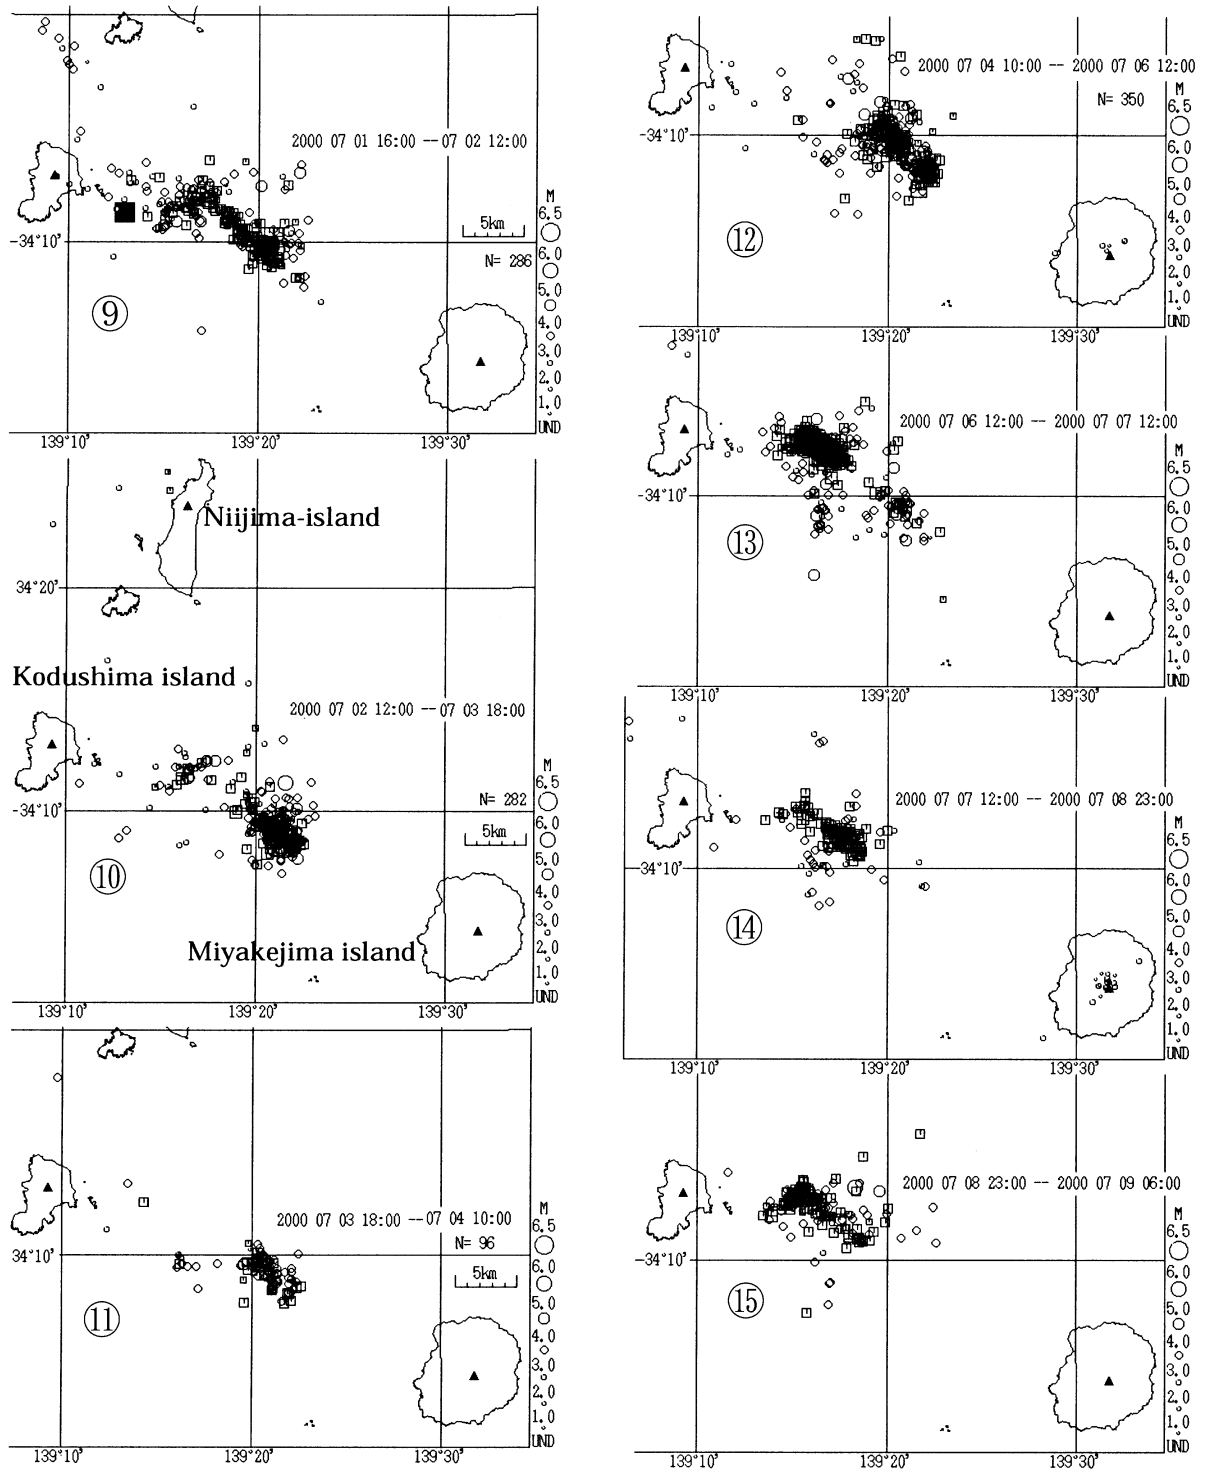 2000 07 01 16:00 -- 07 02 12:00
M
6.5
5km
-34°10'
6.0
N= 286
5.0
⑨
4.0
3.0
2.0
1.0
UND
139°10' 139°20' 139°30'
Niijima-island
34°20'
Kodushima island
2000 07 02 12:00 -- 07 03 18:00
M
6.5
N= 282
-34°10'
6.0
5km
5.0
⑩
4.0
3.0
Miyakejima island
2.0
1.0
UND
139°10' 139°20' 139°30'
2000 07 03 18:00 -- 07 04 10:00
M
6.5
N= 96
34°10'
6.0
5km
5.0
⑪
4.0
3.0
2.0
1.0
UND
139°10' 139°20' 139°30'
2000 07 04 10:00 -- 2000 07 06 12:00
M
N= 350
6.5
-34°10'
6.0
5.0
4.0
⑫
3.0
2.0
1.0
UND
139°10' 139°20' 139°30'
2000 07 06 12:00 -- 2000 07 07 12:00
M
6.5
-34°10'
6.0
⑬
5.0
4.0
3.0
2.0
1.0
UND
139°10' 139°20' 139°30'
2000 07 07 12:00 -- 2000 07 08 23:00
M
6.5
-34°10'
6.0
5.0
⑭
4.0
3.0
2.0
1.0
UND
139°10' 139°20' 139°30'
2000 07 08 23:00 -- 2000 07 09 06:00
M
6.5
-34°10'
6.0
⑮
5.0
4.0
3.0
2.0
1.0
UND
139°10' 139°20' 139°30'